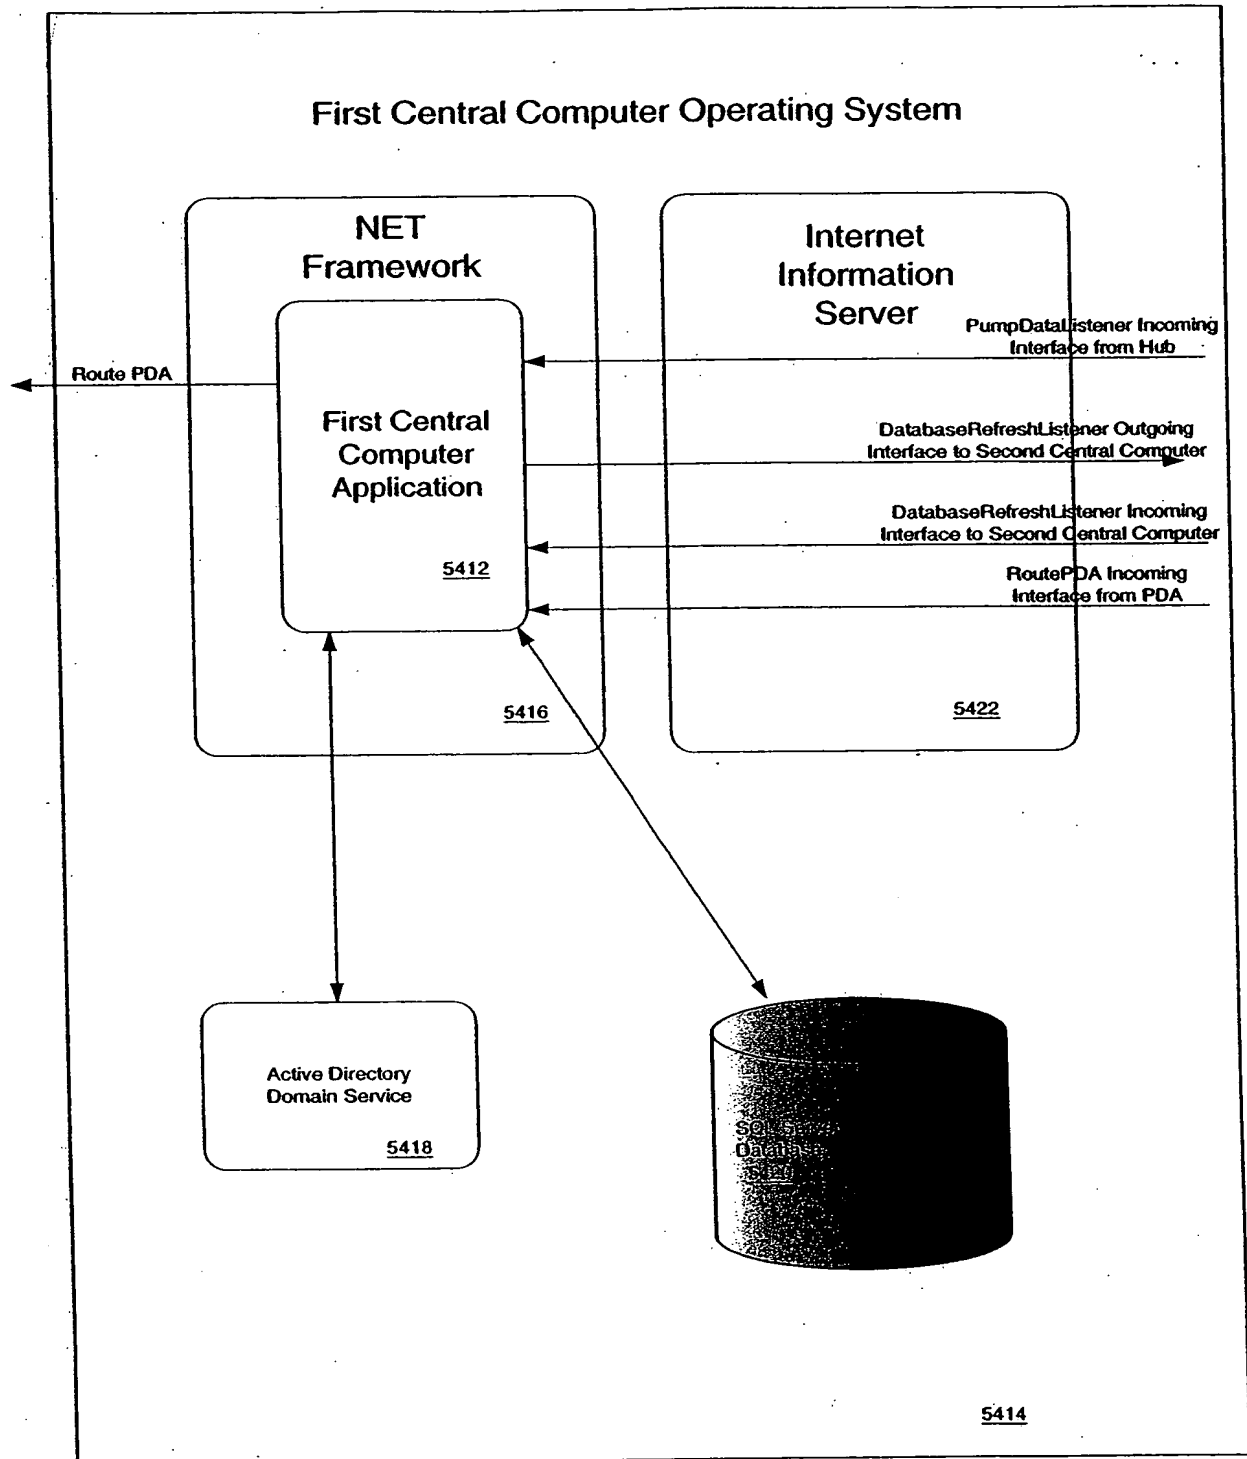 First Central Computer Operating System
NET
Framework
Internet
Information
Server
PumpDataListener Incoming
Interface from Hub
Route PDA
First Central
Computer
Application
DatabaseRefreshListener Outgoing
Interface to Second Central Computer
DatabaseRefreshListener Incoming
Interface to Second Central Computer
5412
RoutePDA Incoming
Interface from PDA
5416
5422
Active Directory
Domain Service
5418
5414